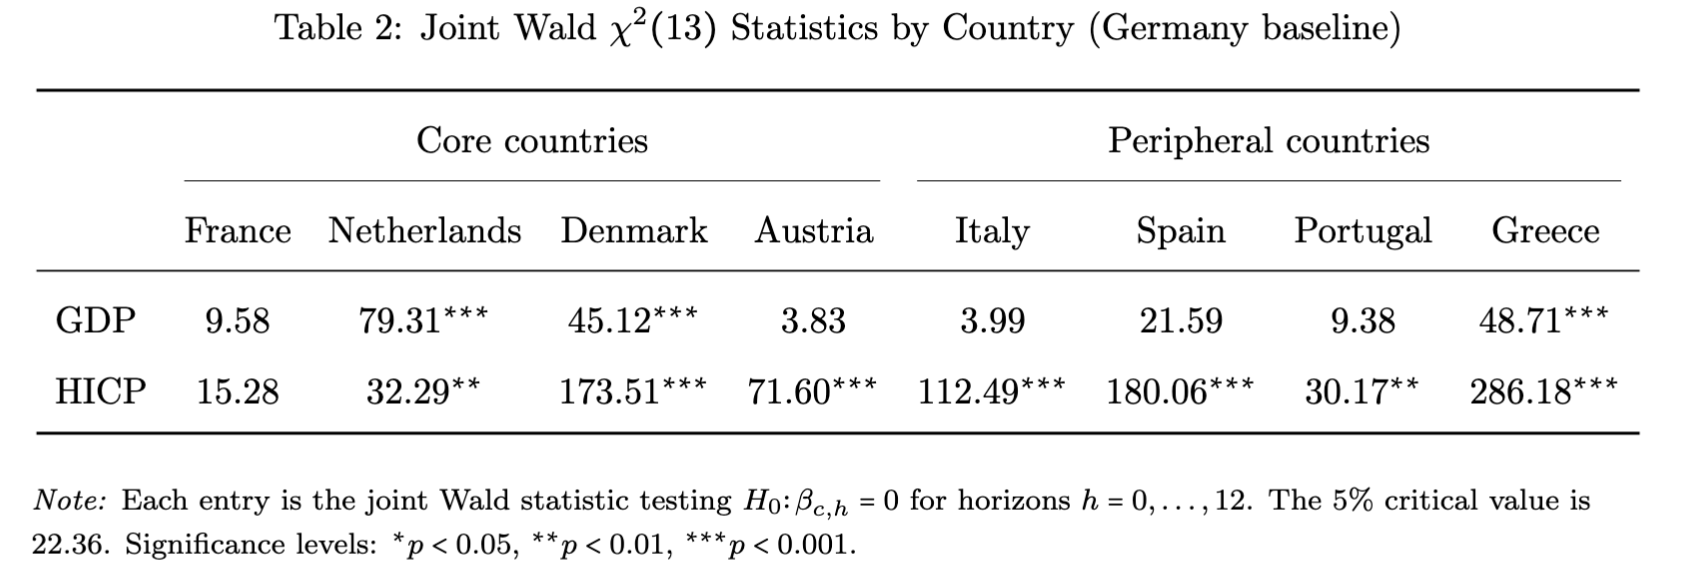 Table 2: Joint Wald χ²(13) Statistics by Country (Germany baseline)
Core countries Peripheral countries
France Netherlands Denmark Austria Italy Spain Portugal Greece
GDP 9.58 79.31*** 45.12*** 3.83 3.99 21.59 9.38 48.71***
HICP 15.28 32.29** 173.51*** 71.60*** 112.49*** 180.06*** 30.17** 286.18***
Note: Each entry is the joint Wald statistic testing H₀: β_{c,h} = 0 for horizons h = 0, . . . , 12. The 5% critical value is
22.36. Significance levels: *p < 0.05, **p < 0.01, ***p < 0.001.